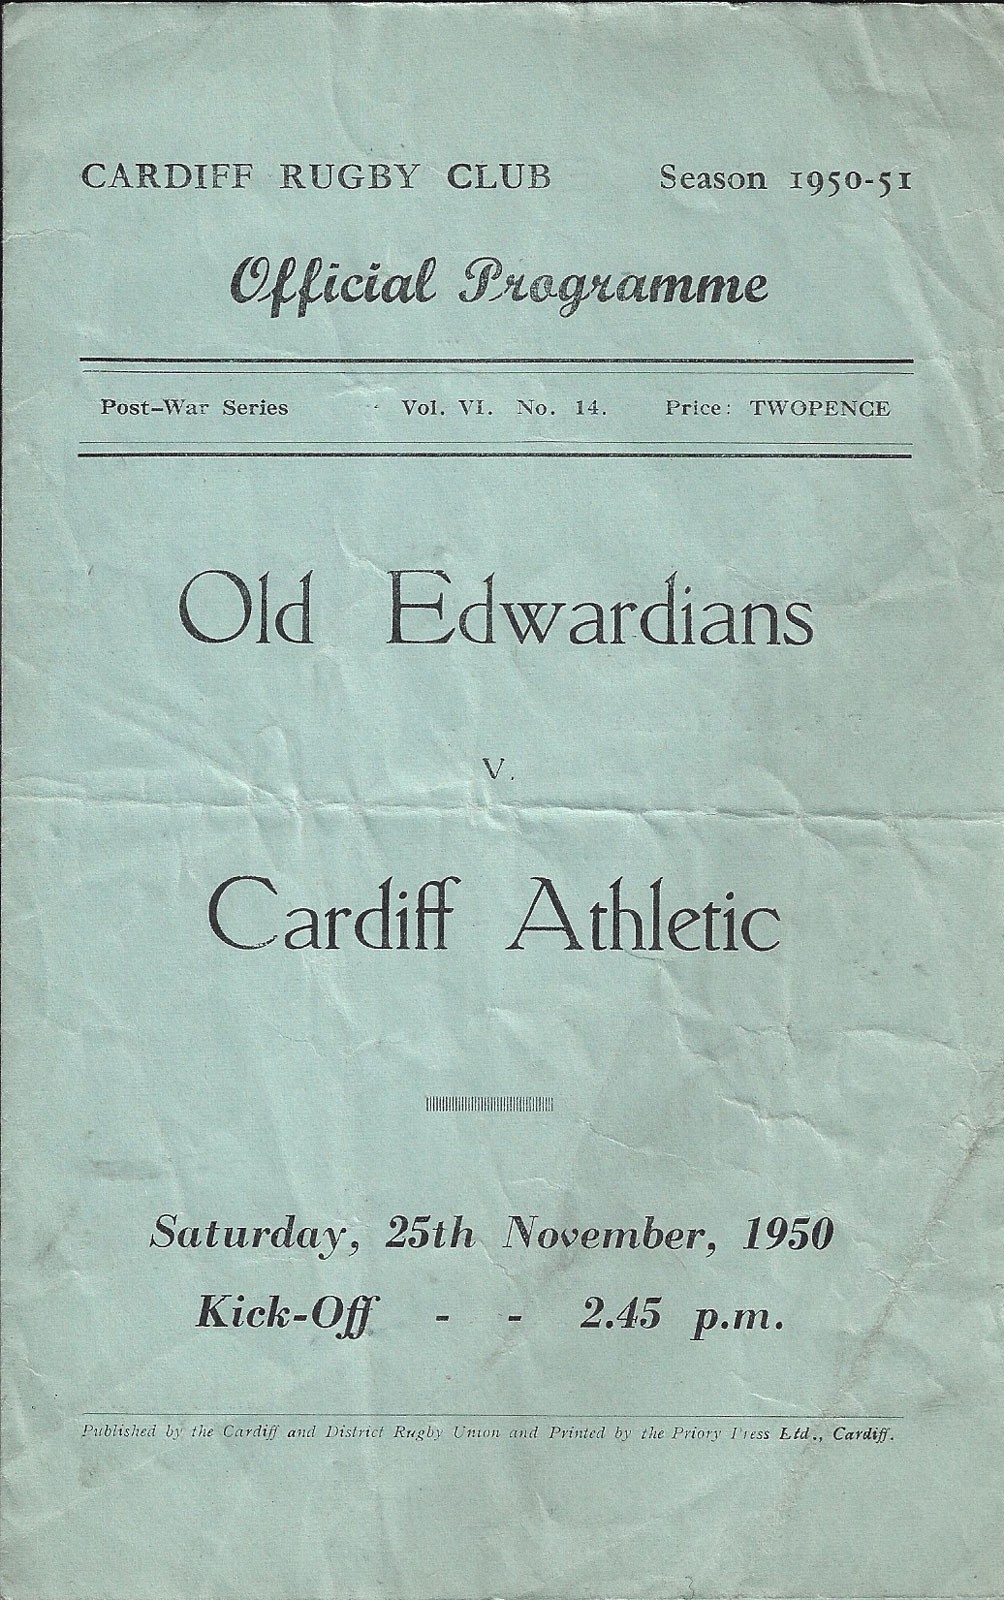 CARDIFF RUGBY CLUB Season 1950-51
Official Programme
Post-War Series Vol. VI. No. 14. Price: TWOPENCE
Old Edwardians
v.
Cardiff Athletic
Saturday, 25th November, 1950
Kick-Off - - 2.45 p.m.
Published by the Cardiff and District Rugby Union and Printed by the Priory Press Ltd., Cardiff.